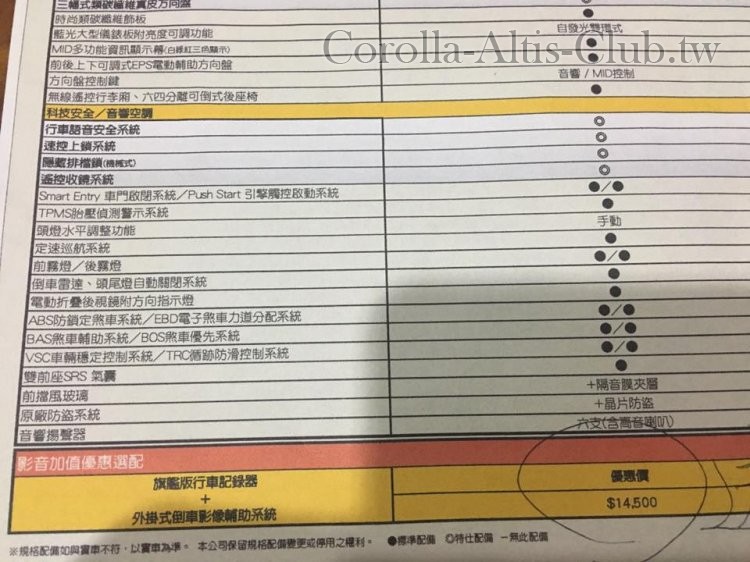 三幅式類碳纖維真皮方向盤 ●
時尚類碳纖維飾板 ●
藍光大型儀錶板附亮度可調功能 自發光雙環式
Corolla-Altis-Club.tw
MID多功能資訊顯示幕(白綠紅三色顯示) ●
前後上下可調式EPS電動輔助方向盤 ●
方向盤控制鍵 音響/MID控制
無線遙控行李廂、六四分離可倒式後座椅 ●
科技安全/音響空調
行車語音安全系統 ◎
速控上鎖系統 ◎
隱藏排檔鎖(機械式) ◎
遙控收鏡系統 ◎
Smart Entry 車門啟閉系統/Push Start 引擎觸控啟動系統 ●/●
TPMS胎壓偵測警示系統 ●
頭燈水平調整功能 手動
定速巡航系統 ●
前霧燈/後霧燈 ●/●
倒車雷達、頭尾燈自動關閉系統 ●
電動折疊後視鏡附方向指示燈 ●
ABS防鎖定煞車系統/EBD電子煞車力道分配系統 ●/●
BAS煞車輔助系統/BOS煞車優先系統 ●/●
VSC車輛穩定控制系統/TRC循跡防滑控制系統 ●/●
雙前座SRS 氣囊 ●
前擋風玻璃 +隔音膜夾層
原廠防盜系統 +晶片防盜
音響揚聲器 六支(含高音喇叭)
影音加值優惠選配
旗艦版行車記錄器 優惠價
+
外掛式倒車影像輔助系統 $14,500
※規格配備如與實車不符,以實車為準。 本公司保留規格配備變更或停用之權利。 ●標準配備 ◎特仕配備 －無此配備